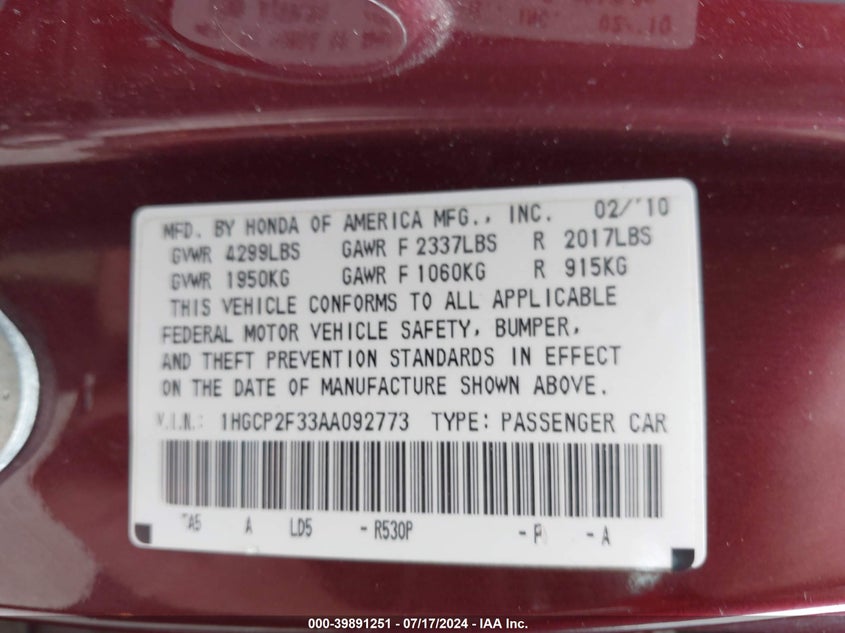 MFD. BY HONDA OF AMERICA MFG., INC. 02/'10
GVWR 4299LBS GAWR F 2337LBS R 2017LBS
GVWR 1950KG GAWR F 1060KG R 915KG
THIS VEHICLE CONFORMS TO ALL APPLICABLE
FEDERAL MOTOR VEHICLE SAFETY, BUMPER,
AND THEFT PREVENTION STANDARDS IN EFFECT
ON THE DATE OF MANUFACTURE SHOWN ABOVE.
V.I.N.: 1HGCP2F33AA092773 TYPE: PASSENGER CAR
TA5 A LD5 - R530P - P - A
000-39891251 - 07/17/2024 - IAA Inc.